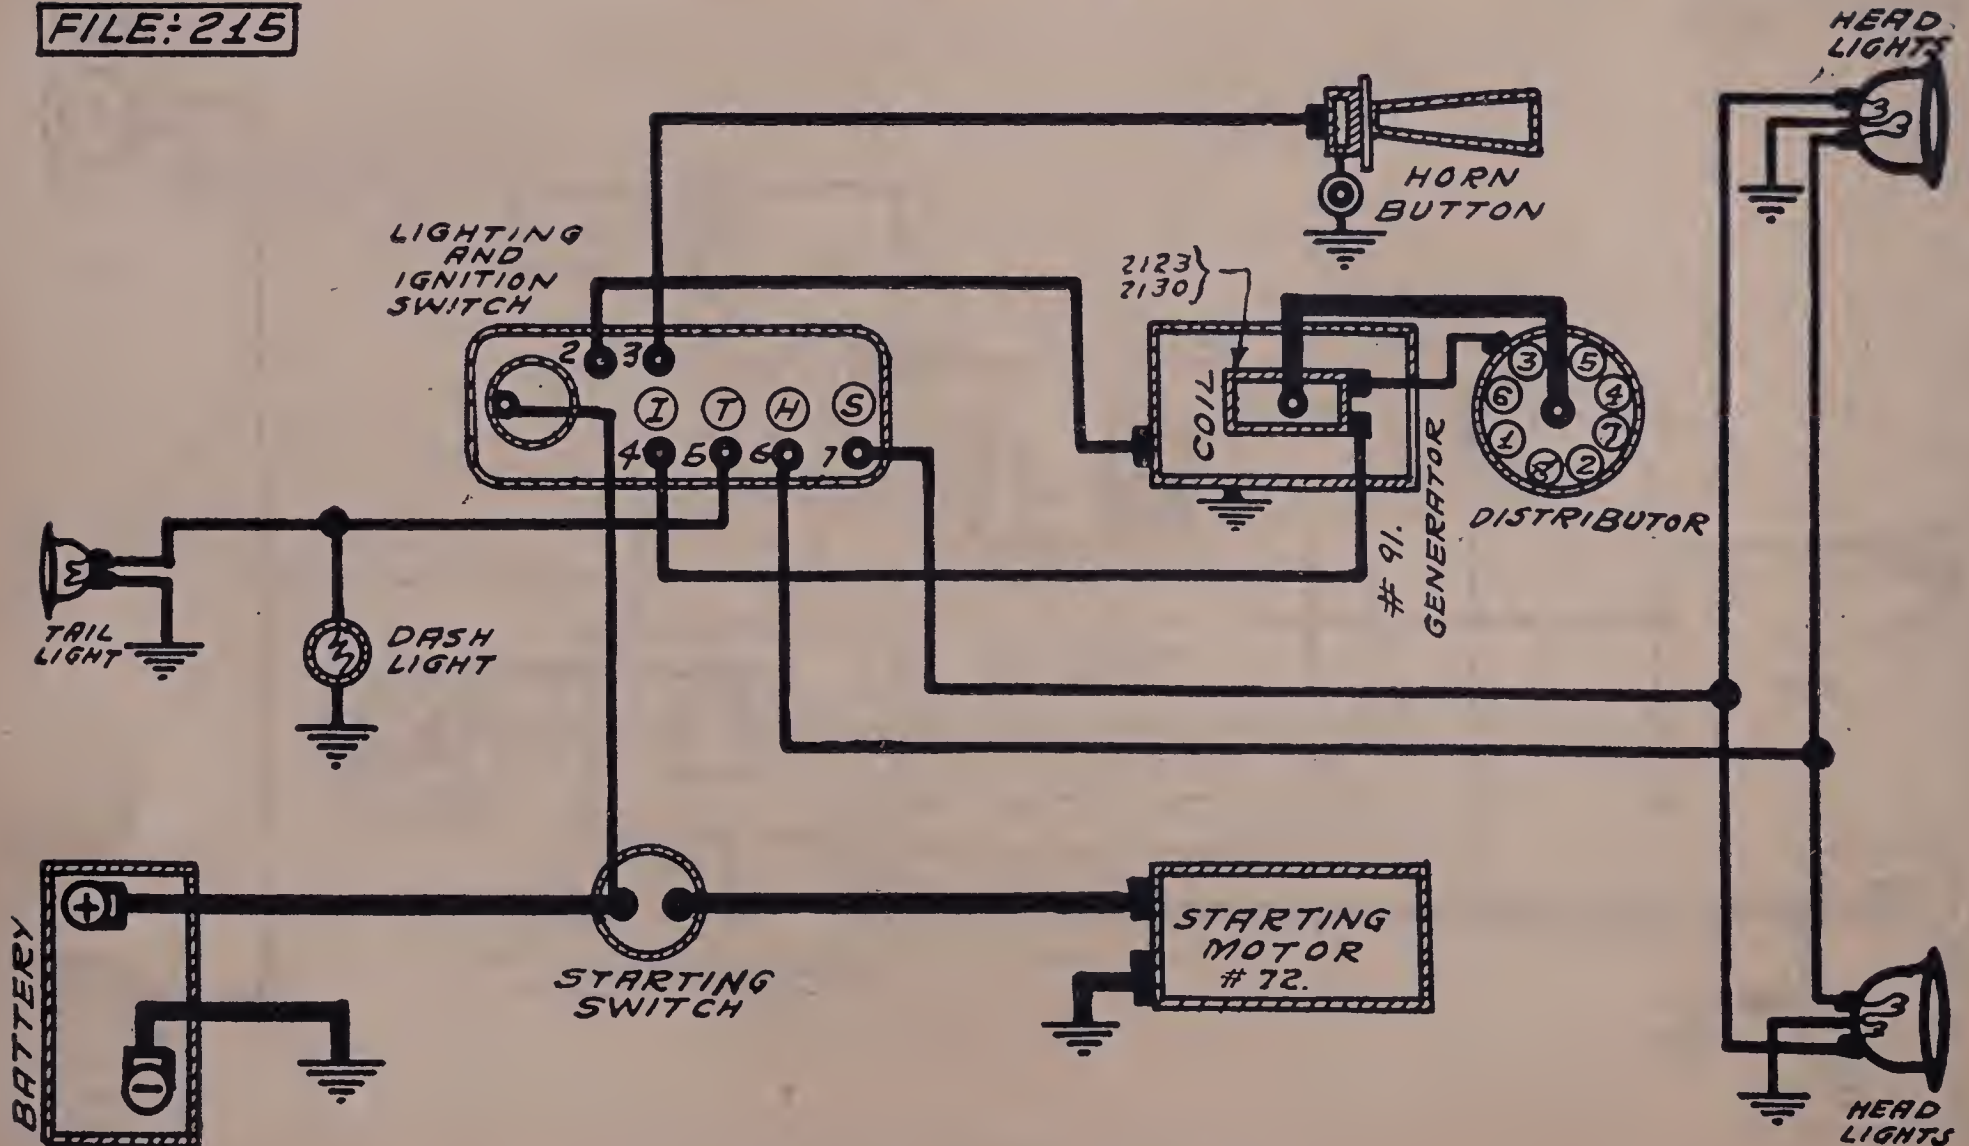 FILE÷215
HEAD
LIGHTS
HORN
BUTTON
LIGHTING
AND
IGNITION
SWITCH
2123
2130
2
3
I
T
H
S
4
5
6
7
COIL
# 91.
GENERATOR
3
5
6
4
1
7
8
2
DISTRIBUTOR
TAIL
LIGHT
DASH
LIGHT
BATTERY
+
−
STARTING
SWITCH
STARTING
MOTOR
# 72.
HEAD
LIGHTS